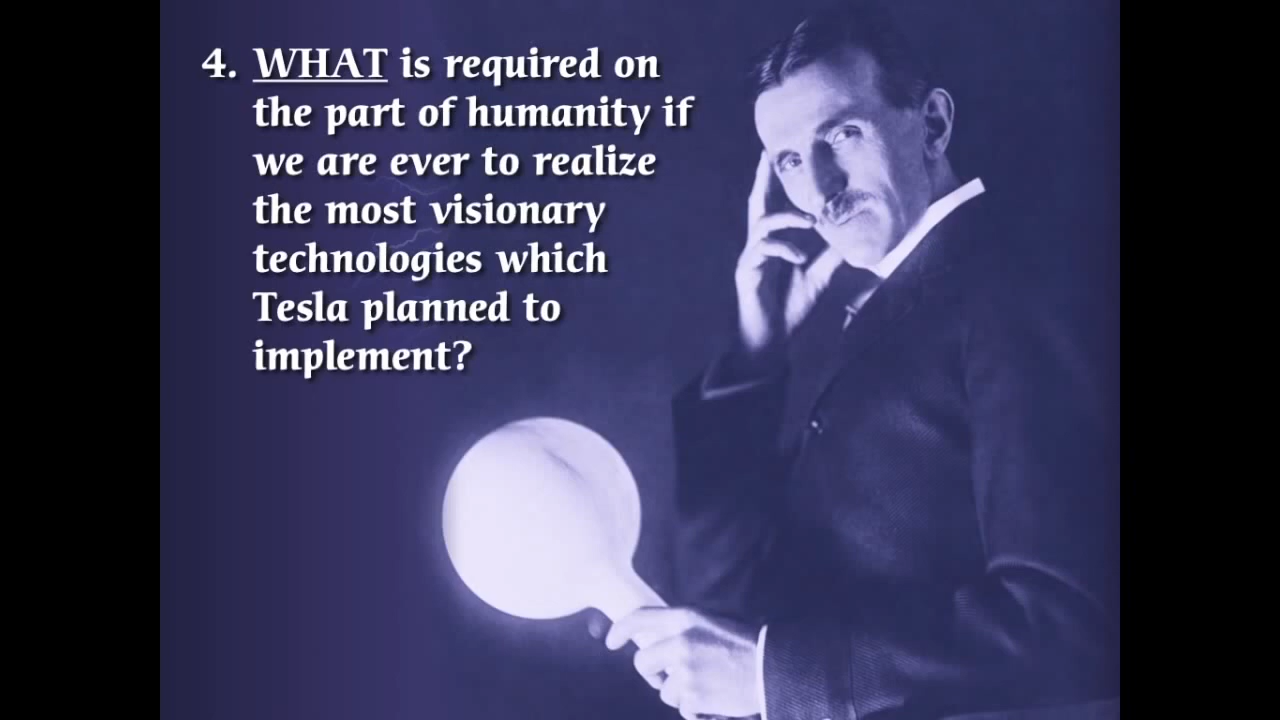 4. WHAT is required on
the part of humanity if
we are ever to realize
the most visionary
technologies which
Tesla planned to
implement?